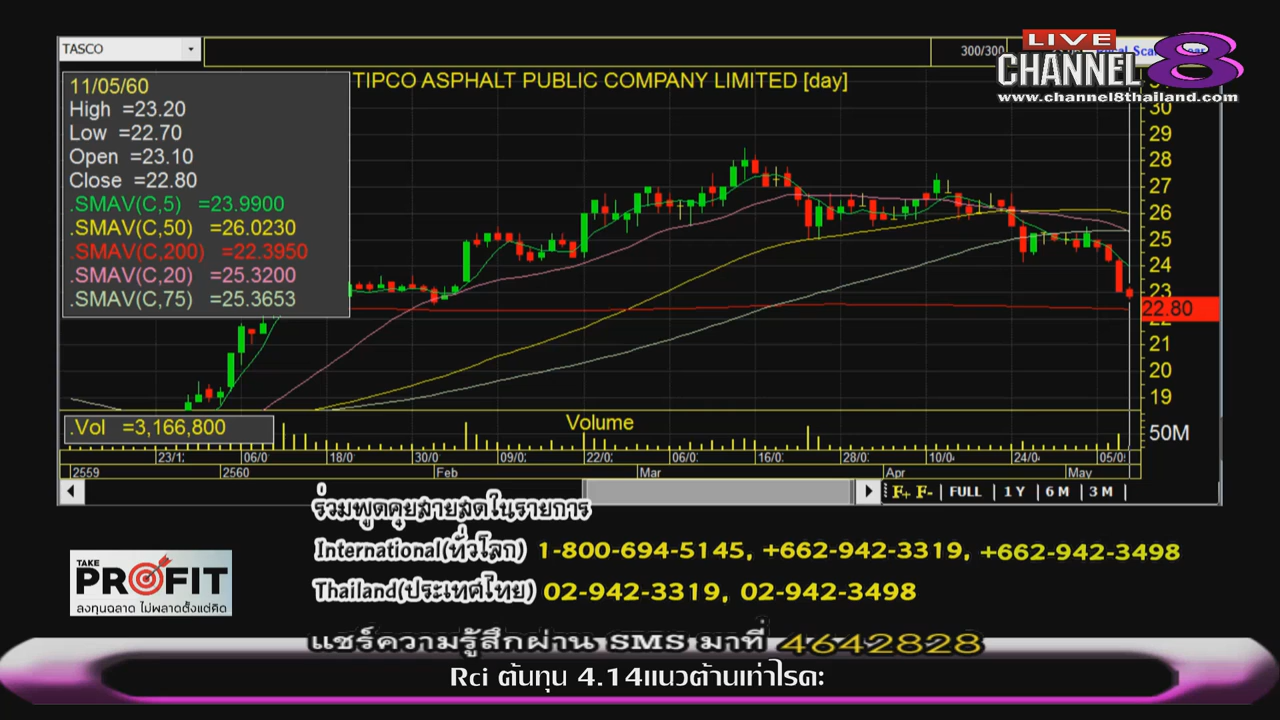 TASCO
300/300
LIVE
CHANNEL 8
www.channel8thailand.com
TIPCO ASPHALT PUBLIC COMPANY LIMITED [day]
11/05/60
High =23.20
Low =22.70
Open =23.10
Close =22.80
.SMAV(C,5) =23.9900
.SMAV(C,50) =26.0230
.SMAV(C,200) =22.3950
.SMAV(C,20) =25.3200
.SMAV(C,75) =25.3653
30
29
28
27
26
25
24
23
22.80
22
21
20
19
.Vol =3,166,800
Volume
50M
23/1 06/0 18/0 30/0 09/0 22/0 06/0 16/0 28/0 10/0 24/0 05/0
2559 2560 Feb Mar Apr May
F+ F- FULL 1 Y 6 M 3 M
0
ร่วมพูดคุยสายสดในรายการ
International(ทั่วโลก) 1-800-694-5145, +662-942-3319, +662-942-3498
Thailand(ประเทศไทย) 02-942-3319, 02-942-3498
TAKE
PROFIT
ลงทุนฉลาด ไม่พลาดตั้งแต่คิด
แชร์ความรู้สึกผ่าน SMS มาที่ 4642828
Rci ต้นทุน 4.14แนวต้านเท่าไรคะ